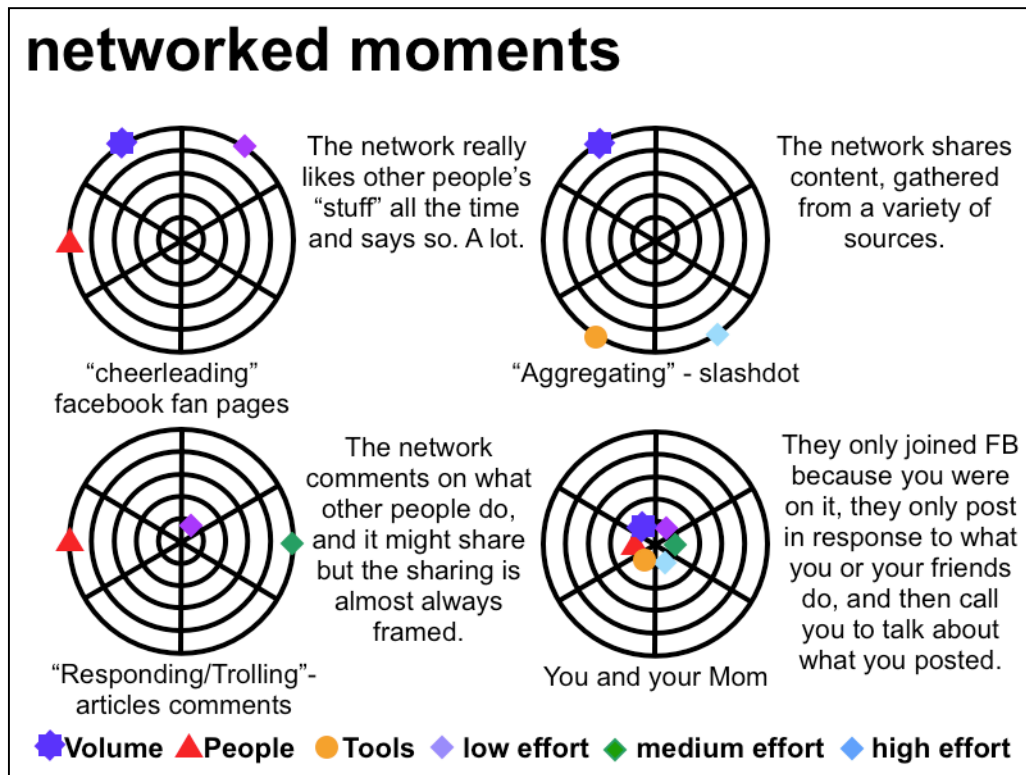 networked moments
The network really
likes other people’s
“stuff” all the time
and says so. A lot.
“cheerleading”
facebook fan pages
The network shares
content, gathered
from a variety of
sources.
“Aggregating” - slashdot
The network
comments on what
other people do,
and it might share
but the sharing is
almost always
framed.
“Responding/Trolling”-
articles comments
They only joined FB
because you were
on it, they only post
in response to what
you or your friends
do, and then call
you to talk about
what you posted.
You and your Mom
Volume People Tools low effort medium effort high effort